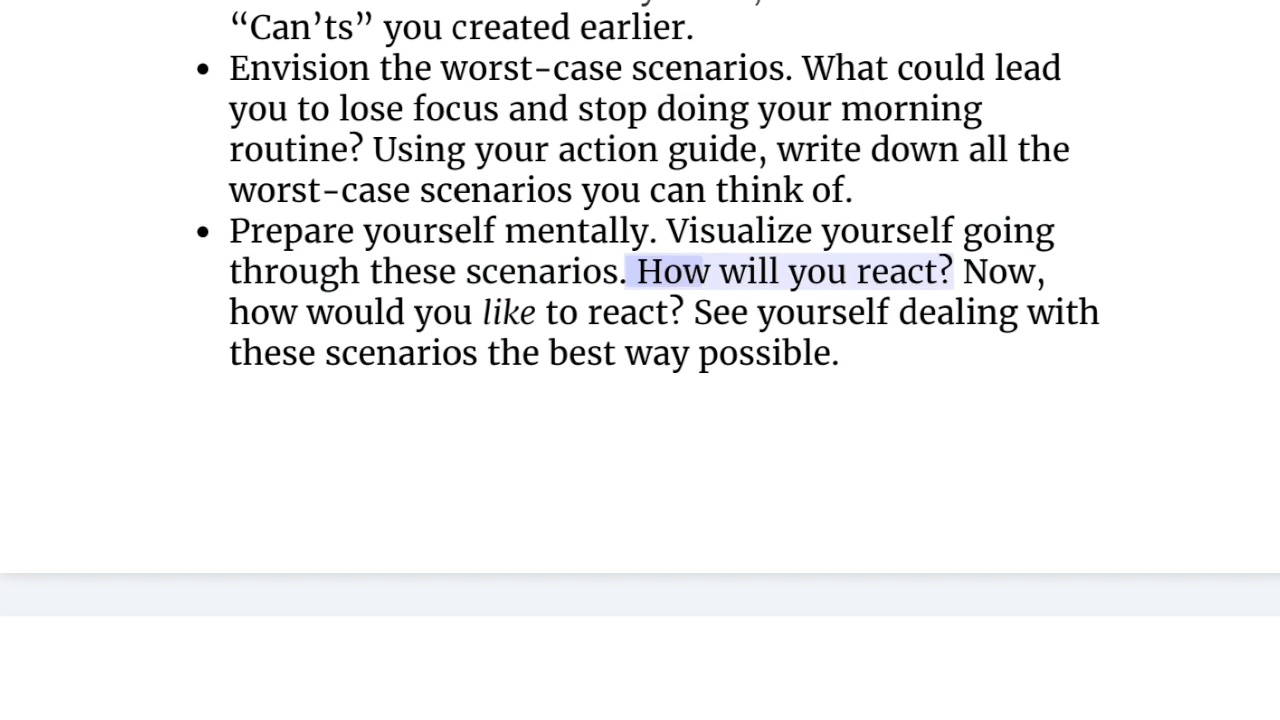 “Can’ts” you created earlier.
• Envision the worst-case scenarios. What could lead
you to lose focus and stop doing your morning
routine? Using your action guide, write down all the
worst-case scenarios you can think of.
• Prepare yourself mentally. Visualize yourself going
through these scenarios. How will you react? Now,
how would you like to react? See yourself dealing with
these scenarios the best way possible.